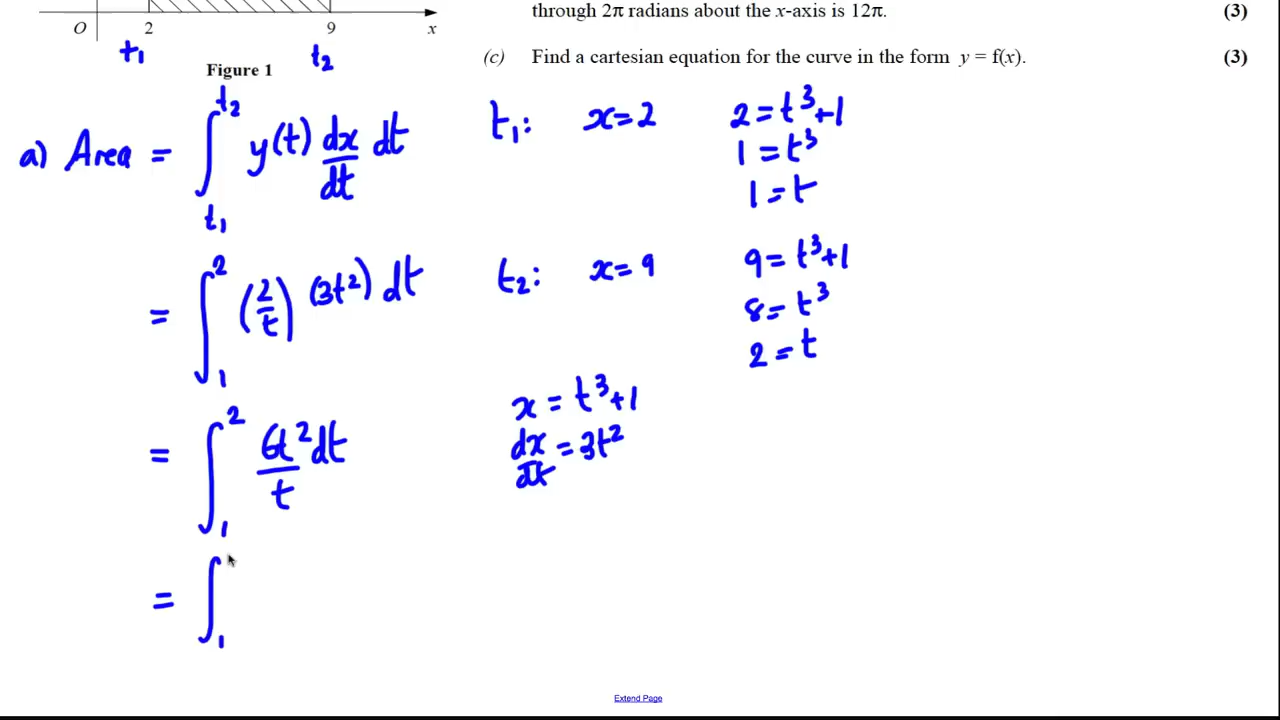 through 2π radians about the x-axis is 12π. (3)
O 2 9 x
t₁ t₂
(c) Find a cartesian equation for the curve in the form y = f(x). (3)
Figure 1
a) Area = ∫_{t₁}^{t₂} y(t) dx/dt dt
= ∫₁² (2/t) (3t²) dt
= ∫₁² 6t²/t dt
= ∫₁
t₁: x=2 2=t³+1
1=t³
1=t
t₂: x=9 9=t³+1
8=t³
2=t
x=t³+1
dx/dt=3t²
Extend Page